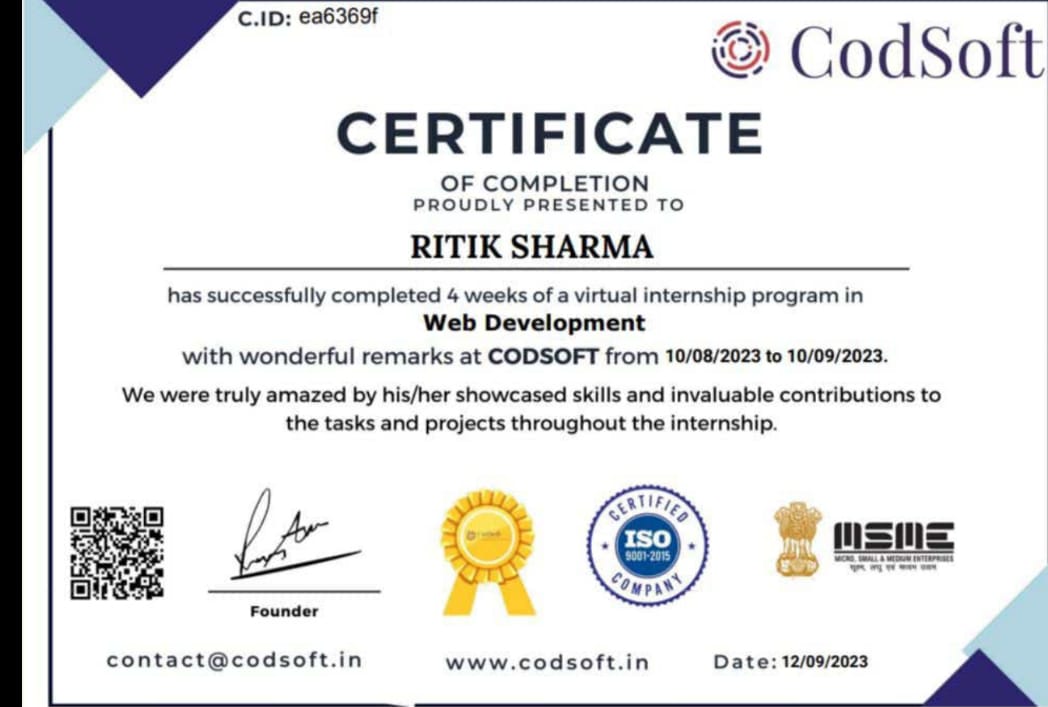 C.ID: ea6369f
CodSoft
CERTIFICATE
OF COMPLETION
PROUDLY PRESENTED TO
RITIK SHARMA
has successfully completed 4 weeks of a virtual internship program in
Web Development
with wonderful remarks at CODSOFT from 10/08/2023 to 10/09/2023.
We were truly amazed by his/her showcased skills and invaluable contributions to
the tasks and projects throughout the internship.
CERTIFIED
ISO
9001-2015
COMPANY
MSME
MICRO, SMALL & MEDIUM ENTERPRISES
सूक्ष्म, लघु एवं मध्यम उद्यम
Founder
contact@codsoft.in
www.codsoft.in
Date: 12/09/2023